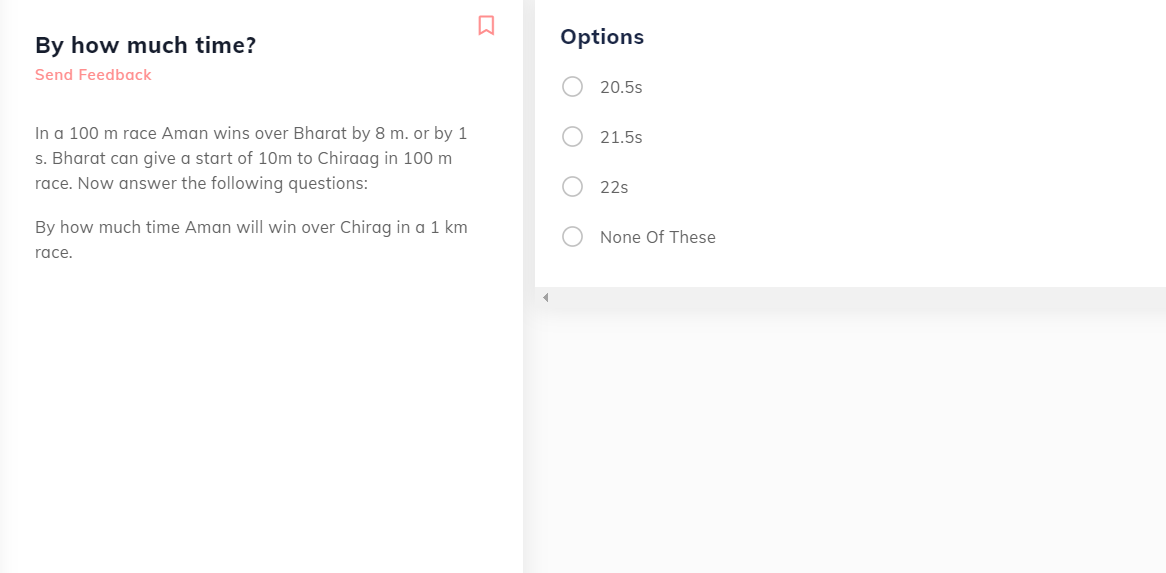 By how much time?
Send Feedback
In a 100 m race Aman wins over Bharat by 8 m. or by 1
s. Bharat can give a start of 10m to Chiraag in 100 m
race. Now answer the following questions:
By how much time Aman will win over Chirag in a 1 km
race.
Options
20.5s
21.5s
22s
None Of These